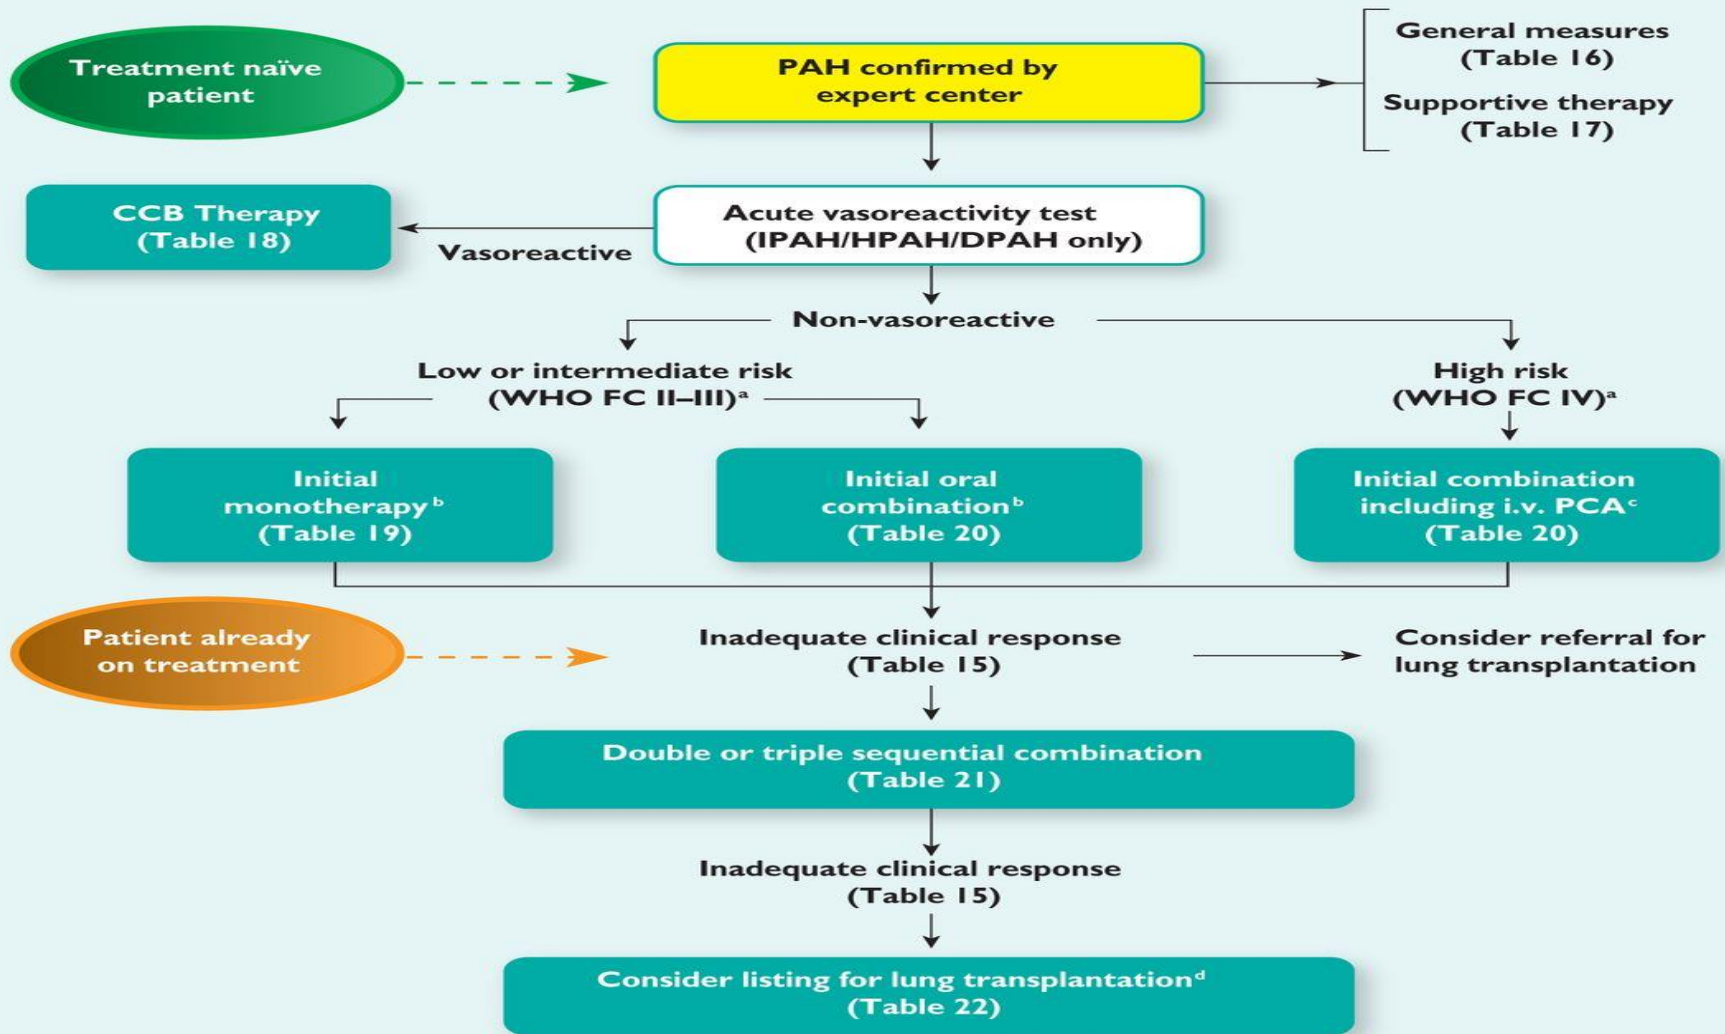 Treatment naïve
patient
PAH confirmed by
expert center
General measures
(Table 16)
Supportive therapy
(Table 17)
CCB Therapy
(Table 18)
Vasoreactive
Acute vasoreactivity test
(IPAH/HPAH/DPAH only)
Non-vasoreactive
Low or intermediate risk
(WHO FC II–III)ᵃ
High risk
(WHO FC IV)ᵃ
Initial
monotherapyᵇ
(Table 19)
Initial oral
combinationᵇ
(Table 20)
Initial combination
including i.v. PCAᶜ
(Table 20)
Patient already
on treatment
Inadequate clinical response
(Table 15)
Consider referral for
lung transplantation
Double or triple sequential combination
(Table 21)
Inadequate clinical response
(Table 15)
Consider listing for lung transplantationᵈ
(Table 22)